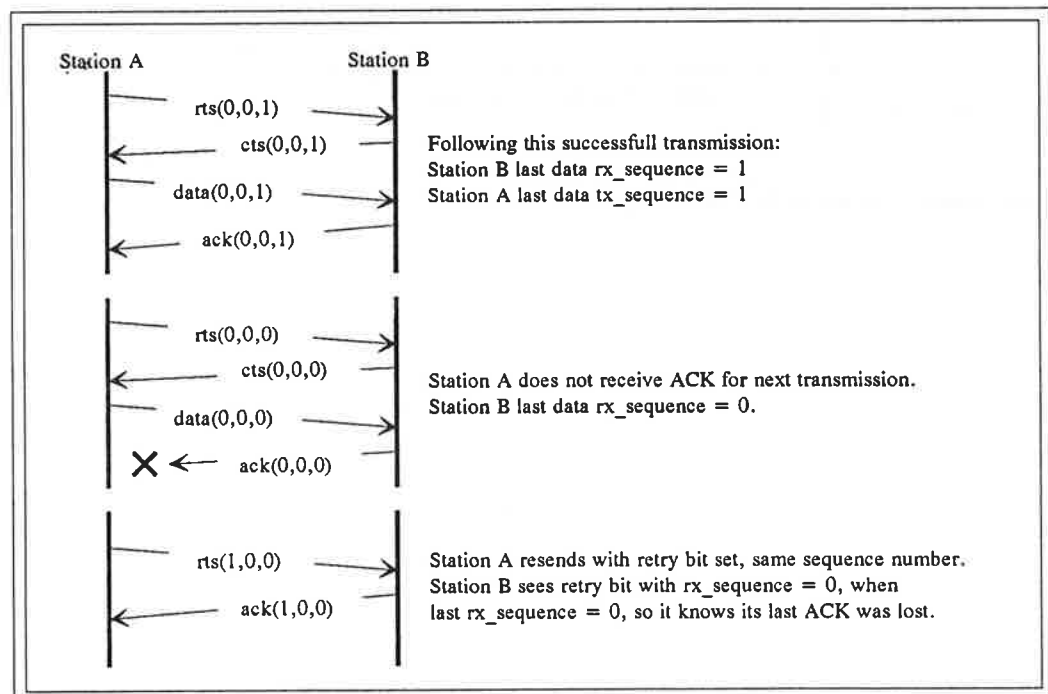 Station A
Station B
rts(0,0,1)
cts(0,0,1)
data(0,0,1)
ack(0,0,1)
Following this successfull transmission:
Station B last data rx_sequence = 1
Station A last data tx_sequence = 1
rts(0,0,0)
cts(0,0,0)
data(0,0,0)
ack(0,0,0)
Station A does not receive ACK for next transmission.
Station B last data rx_sequence = 0.
rts(1,0,0)
ack(1,0,0)
Station A resends with retry bit set, same sequence number.
Station B sees retry bit with rx_sequence = 0, when
last rx_sequence = 0, so it knows its last ACK was lost.